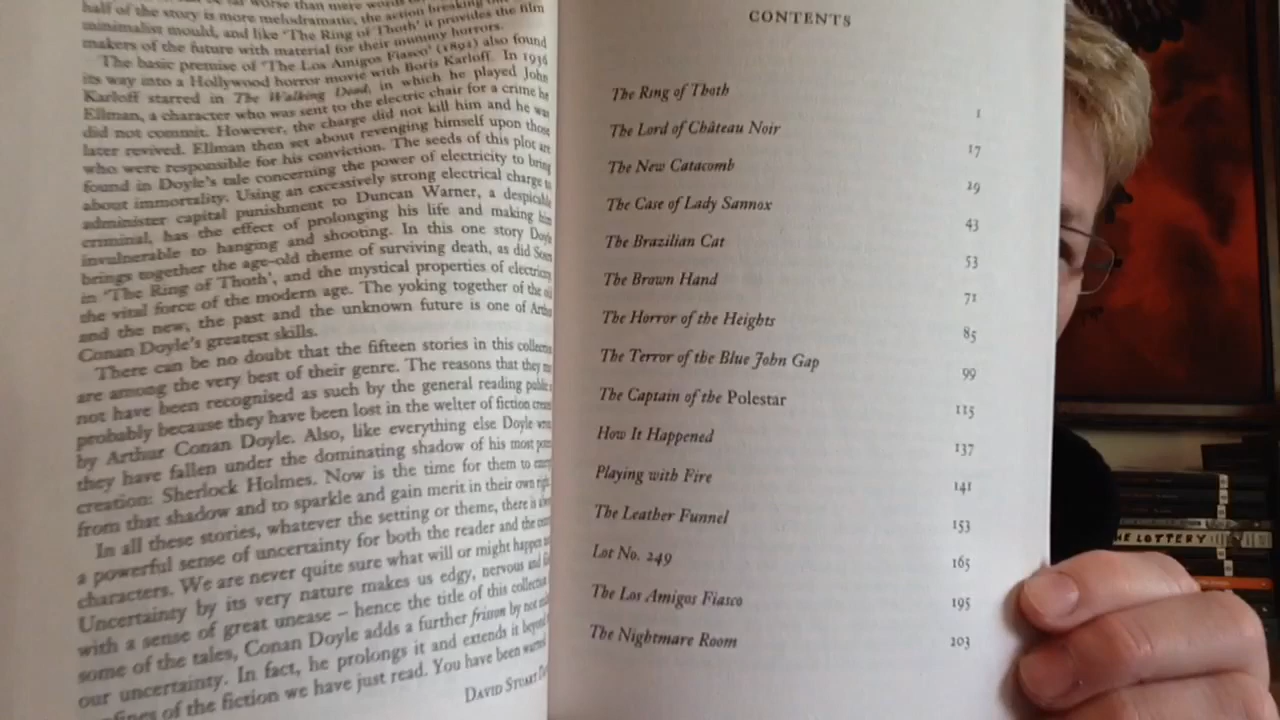 worse than mere words
half of the story is more melodramatic, the action breaking
minimalist mould, and like 'The Ring of Thoth' it provides the film
makers of the future with material for their mummy horrors.
The basic premise of 'The Los Amigos Fiasco' (1892) also found
its way into a Hollywood horror movie with Boris Karloff. In 1936
Karloff starred in The Walking Dead, in which he played John
Ellman, a character who was sent to the electric chair for a crime he
did not commit. However, the charge did not kill him and he was
later revived. Ellman then set about revenging himself upon those
who were responsible for his conviction. The seeds of this plot are
found in Doyle's tale concerning the power of electricity to bring
about immortality. Using an excessively strong electrical charge to
administer capital punishment to Duncan Warner, a despicable
criminal, has the effect of prolonging his life and making him
invulnerable to hanging and shooting. In this one story Doyle
brings together the age-old theme of surviving death, as did
in 'The Ring of Thoth', and the mystical properties of electricity
the vital force of the modern age. The yoking together of the old
and the new, the past and the unknown future is one of Arthur
Conan Doyle's greatest skills.
There can be no doubt that the fifteen stories in this collection
are among the very best of their genre. The reasons that they
not have been recognised as such by the general reading public
probably because they have been lost in the welter of fiction
by Arthur Conan Doyle. Also, like everything else Doyle
they have fallen under the dominating shadow of his most
creation: Sherlock Holmes. Now is the time for them to
from that shadow and to sparkle and gain merit in their own
In all these stories, whatever the setting or theme, there is
a powerful sense of uncertainty for both the reader and the
characters. We are never quite sure what will or might happen
Uncertainty by its very nature makes us edgy, nervous and
with a sense of great unease – hence the title of this collection
some of the tales, Conan Doyle adds a further frisson by not
our uncertainty. In fact, he prolongs it and extends it beyond
of the fiction we have just read. You have been warned
DAVID STUART
CONTENTS
The Ring of Thoth 1
The Lord of Château Noir 17
The New Catacomb 29
The Case of Lady Sannox 43
The Brazilian Cat 53
The Brown Hand 71
The Horror of the Heights 85
The Terror of the Blue John Gap 99
The Captain of the Polestar 115
How It Happened 137
Playing with Fire 141
The Leather Funnel 153
Lot No. 249 165
The Los Amigos Fiasco 195
The Nightmare Room 203
THE LOTTERY